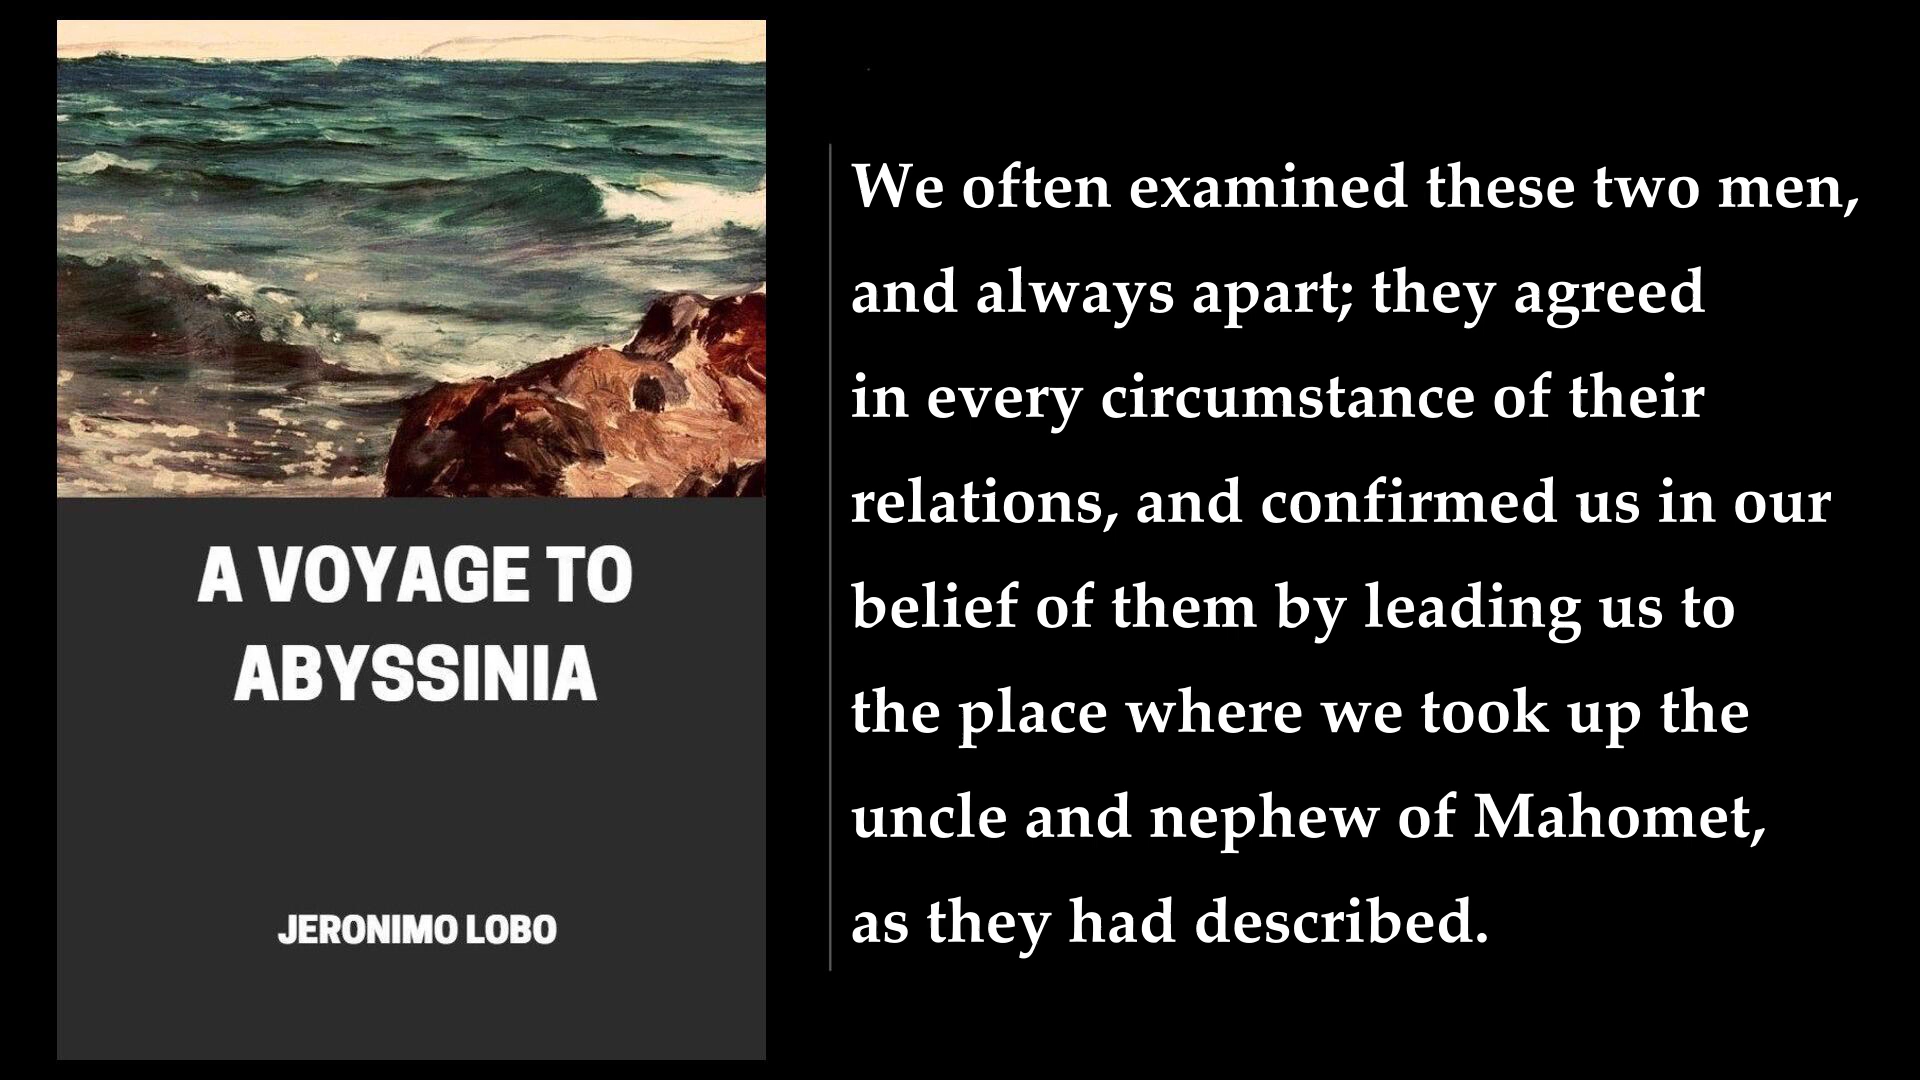 A VOYAGE TO
ABYSSINIA
JERONIMO LOBO
We often examined these two men,
and always apart; they agreed
in every circumstance of their
relations, and confirmed us in our
belief of them by leading us to
the place where we took up the
uncle and nephew of Mahomet,
as they had described.